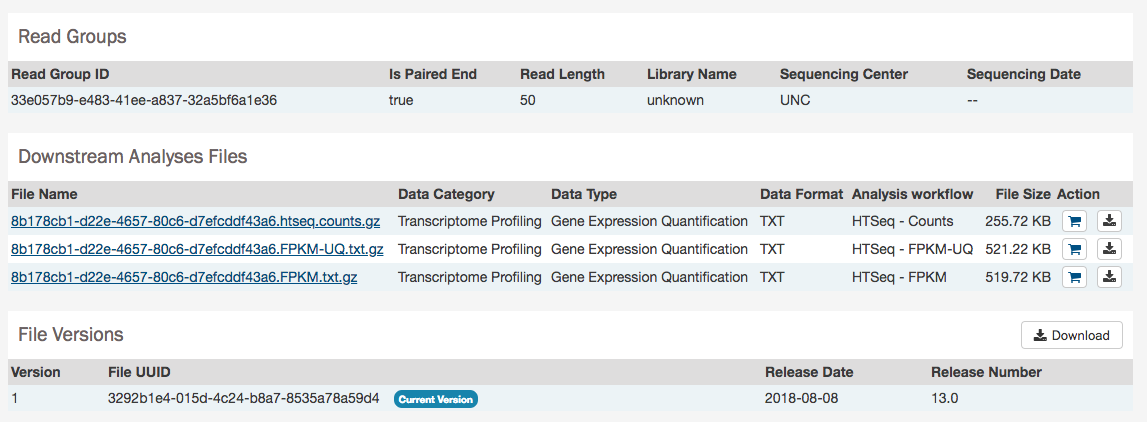 Read Groups
Read Group ID Is Paired End Read Length Library Name Sequencing Center Sequencing Date
33e057b9-e483-41ee-a837-32a5bf6a1e36 true 50 unknown UNC --
Downstream Analyses Files
File Name Data Category Data Type Data Format Analysis workflow File Size Action
8b178cb1-d22e-4657-80c6-d7efcddf43a6.htseq.counts.gz Transcriptome Profiling Gene Expression Quantification TXT HTSeq - Counts 255.72 KB
8b178cb1-d22e-4657-80c6-d7efcddf43a6.FPKM-UQ.txt.gz Transcriptome Profiling Gene Expression Quantification TXT HTSeq - FPKM-UQ 521.22 KB
8b178cb1-d22e-4657-80c6-d7efcddf43a6.FPKM.txt.gz Transcriptome Profiling Gene Expression Quantification TXT HTSeq - FPKM 519.72 KB
File Versions Download
Version File UUID Release Date Release Number
1 3292b1e4-015d-4c24-b8a7-8535a78a59d4 Current Version 2018-08-08 13.0